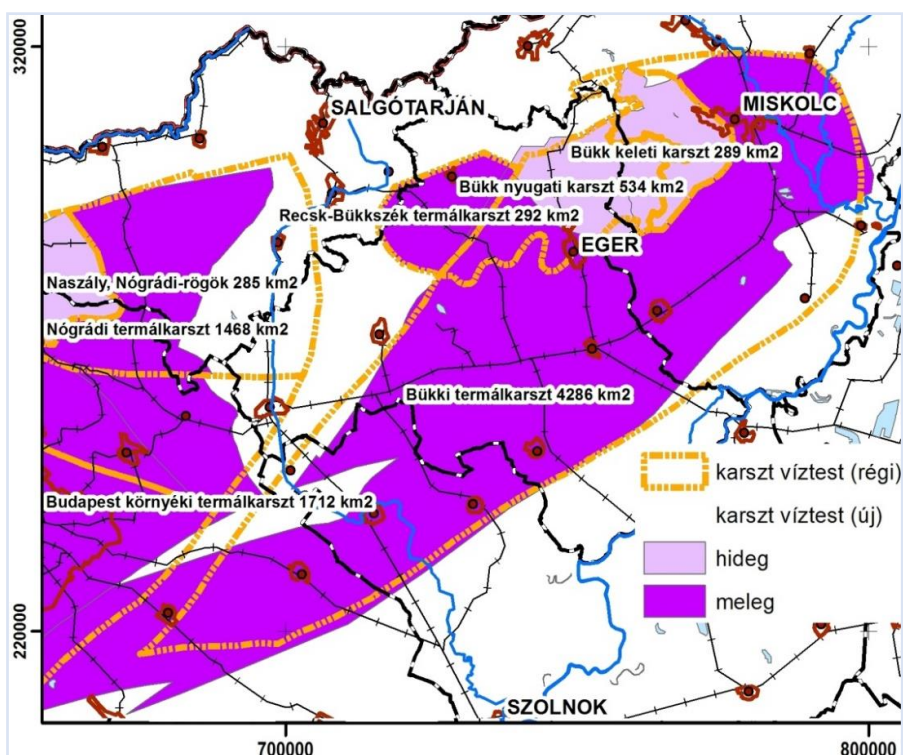 320000
SALGÓTARJÁN
MISKOLC
Bükk keleti karszt 289 km2
Bükk nyugati karszt 534 km2
Recsk-Bükkszék termálkarszt 292 km2
EGER
Naszály, Nógrádi-rögök 285 km2
Nógrádi termálkarszt 1468 km2
Bükki termálkarszt 4286 km2
Budapest környéki termálkarszt 1712 km2
karszt víztest (régi)
karszt víztest (új)
hideg
meleg
220000
SZOLNOK
700000
800000